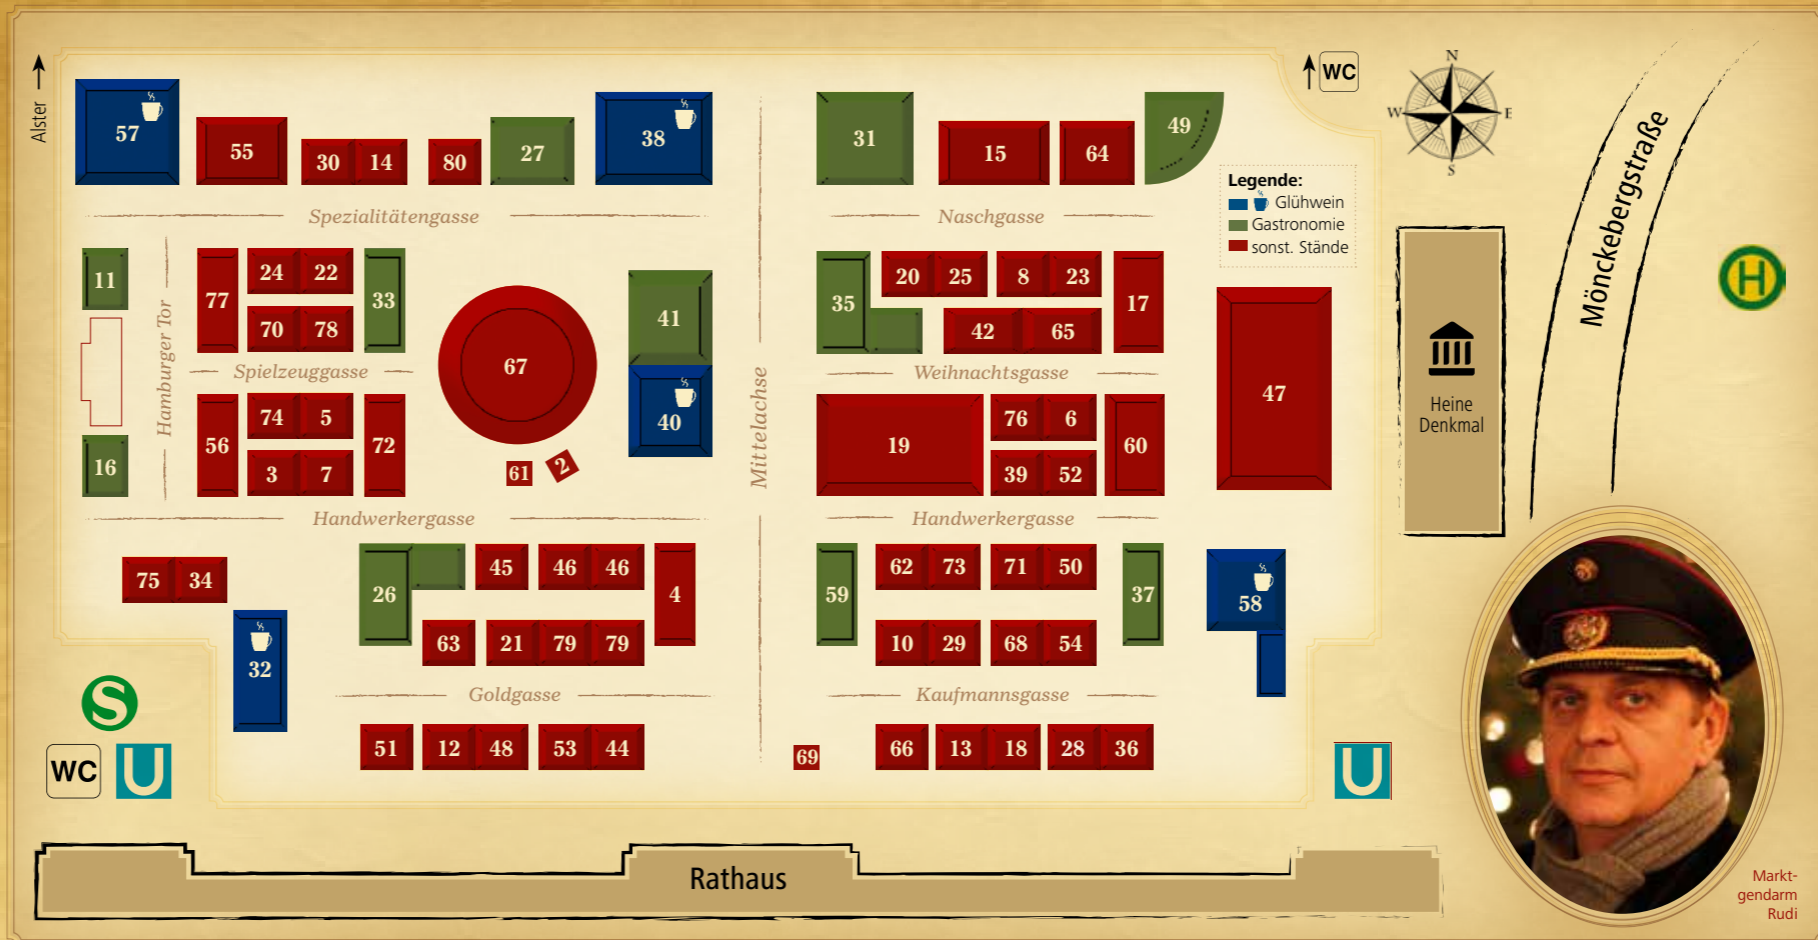 Alster
WC
N
W E
S
57
55
30 14
80
27
38
31
15
64
49
Legende:
Glühwein
Gastronomie
sonst. Stände
Spezialitätengasse
Naschgasse
Mönckebergstraße
H
11
77
24 22
33
70 78
67
41
35
20 25
8 23
17
42 65
Hamburger Tor
Spielzeuggasse
Mittelachse
Weihnachtsgasse
47
Heine
Denkmal
16
56
74 5
72
3 7
61
2
40
19
76 6
60
39 52
Handwerkergasse
Handwerkergasse
75 34
26
45
46 46
4
59
62 73
71 50
37
58
32
63
21 79 79
10 29
68 54
Goldgasse
Kaufmannsgasse
S
WC
U
51
12 48
53 44
69
66
13 18
28 36
U
Rathaus
Markt-
gendarm
Rudi